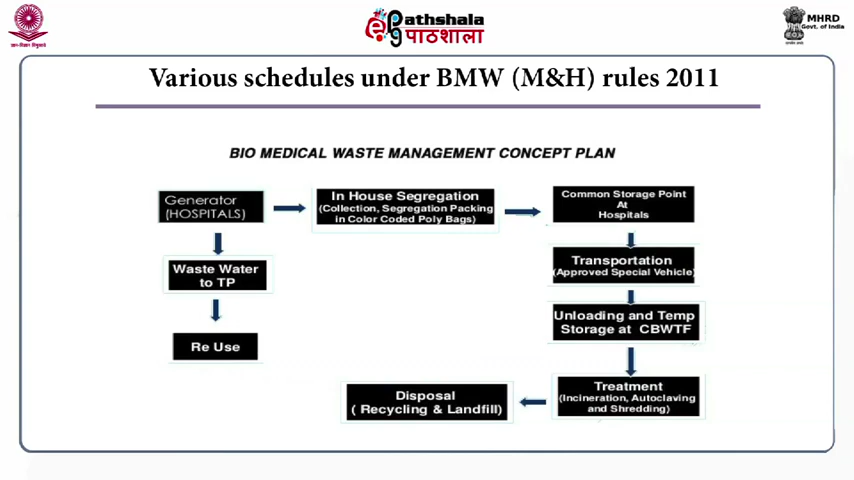 Pathshala
पाठशाला
MHRD
Govt. of India
Various schedules under BMW (M&H) rules 2011
BIO MEDICAL WASTE MANAGEMENT CONCEPT PLAN
Generator
(HOSPITALS)
In House Segregation
(Collection, Segregation Packing
in Color Coded Poly Bags)
Common Storage Point
At
Hospitals
Waste Water
to TP
Transportation
(Approved Special Vehicle)
Re Use
Unloading and Temp
Storage at CBWTF
Treatment
(Incineration, Autoclaving
and Shredding)
Disposal
( Recycling & Landfill)